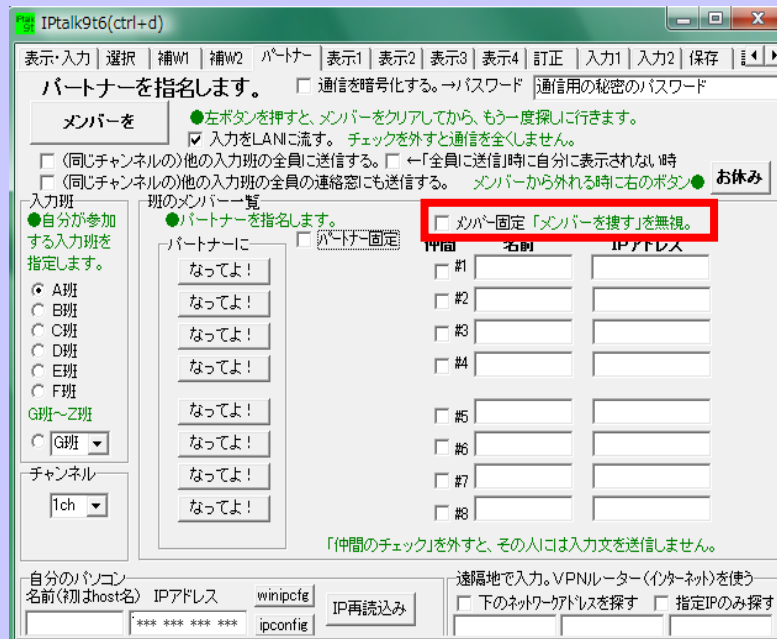 IPtalk9t6(ctrl+d)
表示・入力 選択 補W1 補W2 パートナー 表示1 表示2 表示3 表示4 訂正 入力1 入力2 保存
パートナーを指名します。 通信を暗号化する。→パスワード 通信用の秘密のパスワード
メンバーを ●左ボタンを押すと、メンバーをクリアしてから、もう一度探しに行きます。
入力をLANに流す。 チェックを外すと通信を全くしません。
(同じチャンネルの)他の入力班の全員に送信する。 ←「全員に送信」時に自分に表示されない時
(同じチャンネルの)他の入力班の全員の連絡窓にも送信する。 メンバーから外れる時に右のボタン● お休み
入力班
●自分が参加する入力班を指定します。
A班
B班
C班
D班
E班
F班
G班～Z班
G班
チャンネル
1ch
班のメンバー一覧
●パートナーを指名します。
メンバー固定 「メンバーを捜す」を無視。
パートナーに パートナー固定 仲間 名前 IPアドレス
なってよ! #1
なってよ! #2
なってよ! #3
なってよ! #4
なってよ! #5
なってよ! #6
なってよ! #7
なってよ! #8
「仲間のチェック」を外すと、その人には入力文を送信しません。
自分のパソコン
名前(初はhost名) IPアドレス winipcfg IP再読込み
*** *** *** *** ipconfig
遠隔地で入力。VPNルーター(インターネット)を使う
下のネットワークアドレスを探す 指定IPのみ探す